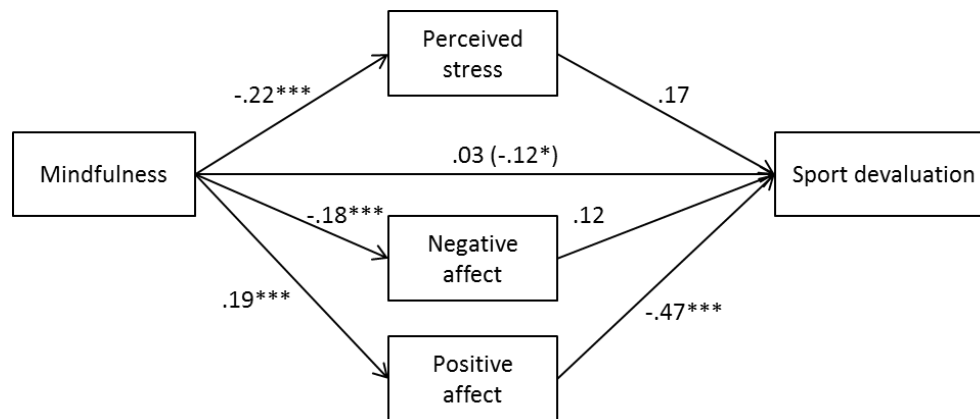 Perceived
stress
-.22***
.17
Mindfulness
.03 (-.12*)
Sport devaluation
-.18***
.12
Negative
affect
.19***
-.47***
Positive
affect